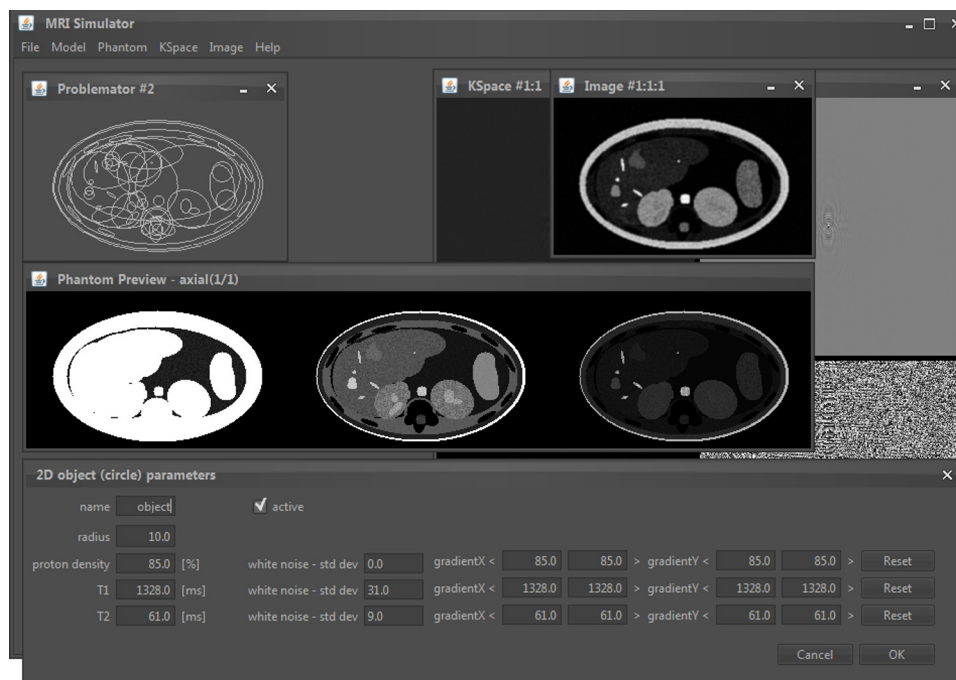 MRI Simulator
File Model Phantom KSpace Image Help
Problemator #2
KSpace #1:1
Image #1:1:1
Phantom Preview - axial(1/1)
2D object (circle) parameters
name object active
radius 10.0
proton density 85.0 [%] white noise - std dev 0.0 gradientX < 85.0 85.0 > gradientY < 85.0 85.0 > Reset
T1 1328.0 [ms] white noise - std dev 31.0 gradientX < 1328.0 1328.0 > gradientY < 1328.0 1328.0 > Reset
T2 61.0 [ms] white noise - std dev 9.0 gradientX < 61.0 61.0 > gradientY < 61.0 61.0 > Reset
Cancel OK